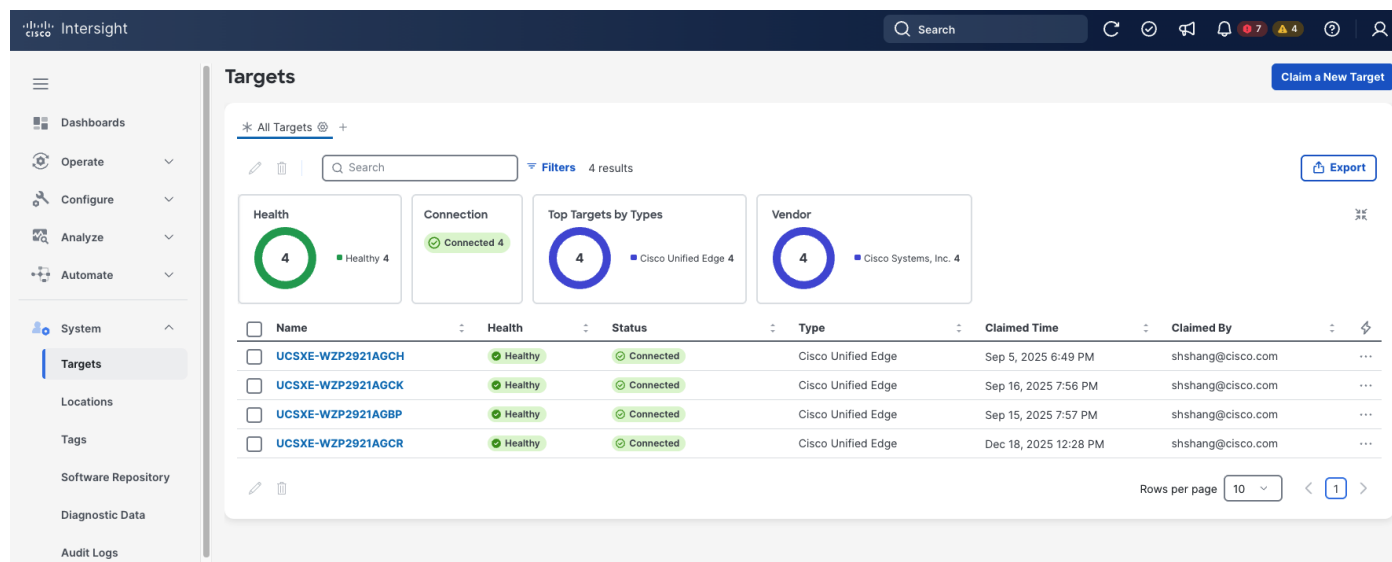 cisco Intersight
Search
7
4
Targets
Claim a New Target
Dashboards
Operate
Configure
Analyze
Automate
System
Targets
Locations
Tags
Software Repository
Diagnostic Data
Audit Logs
All Targets
Search
Filters 4 results
Export
Health
4
Healthy 4
Connection
Connected 4
Top Targets by Types
4
Cisco Unified Edge 4
Vendor
4
Cisco Systems, Inc. 4
Name Health Status Type Claimed Time Claimed By
UCSXE-WZP2921AGCH Healthy Connected Cisco Unified Edge Sep 5, 2025 6:49 PM shshang@cisco.com
UCSXE-WZP2921AGCK Healthy Connected Cisco Unified Edge Sep 16, 2025 7:56 PM shshang@cisco.com
UCSXE-WZP2921AGBP Healthy Connected Cisco Unified Edge Sep 15, 2025 7:57 PM shshang@cisco.com
UCSXE-WZP2921AGCR Healthy Connected Cisco Unified Edge Dec 18, 2025 12:28 PM shshang@cisco.com
Rows per page 10 1